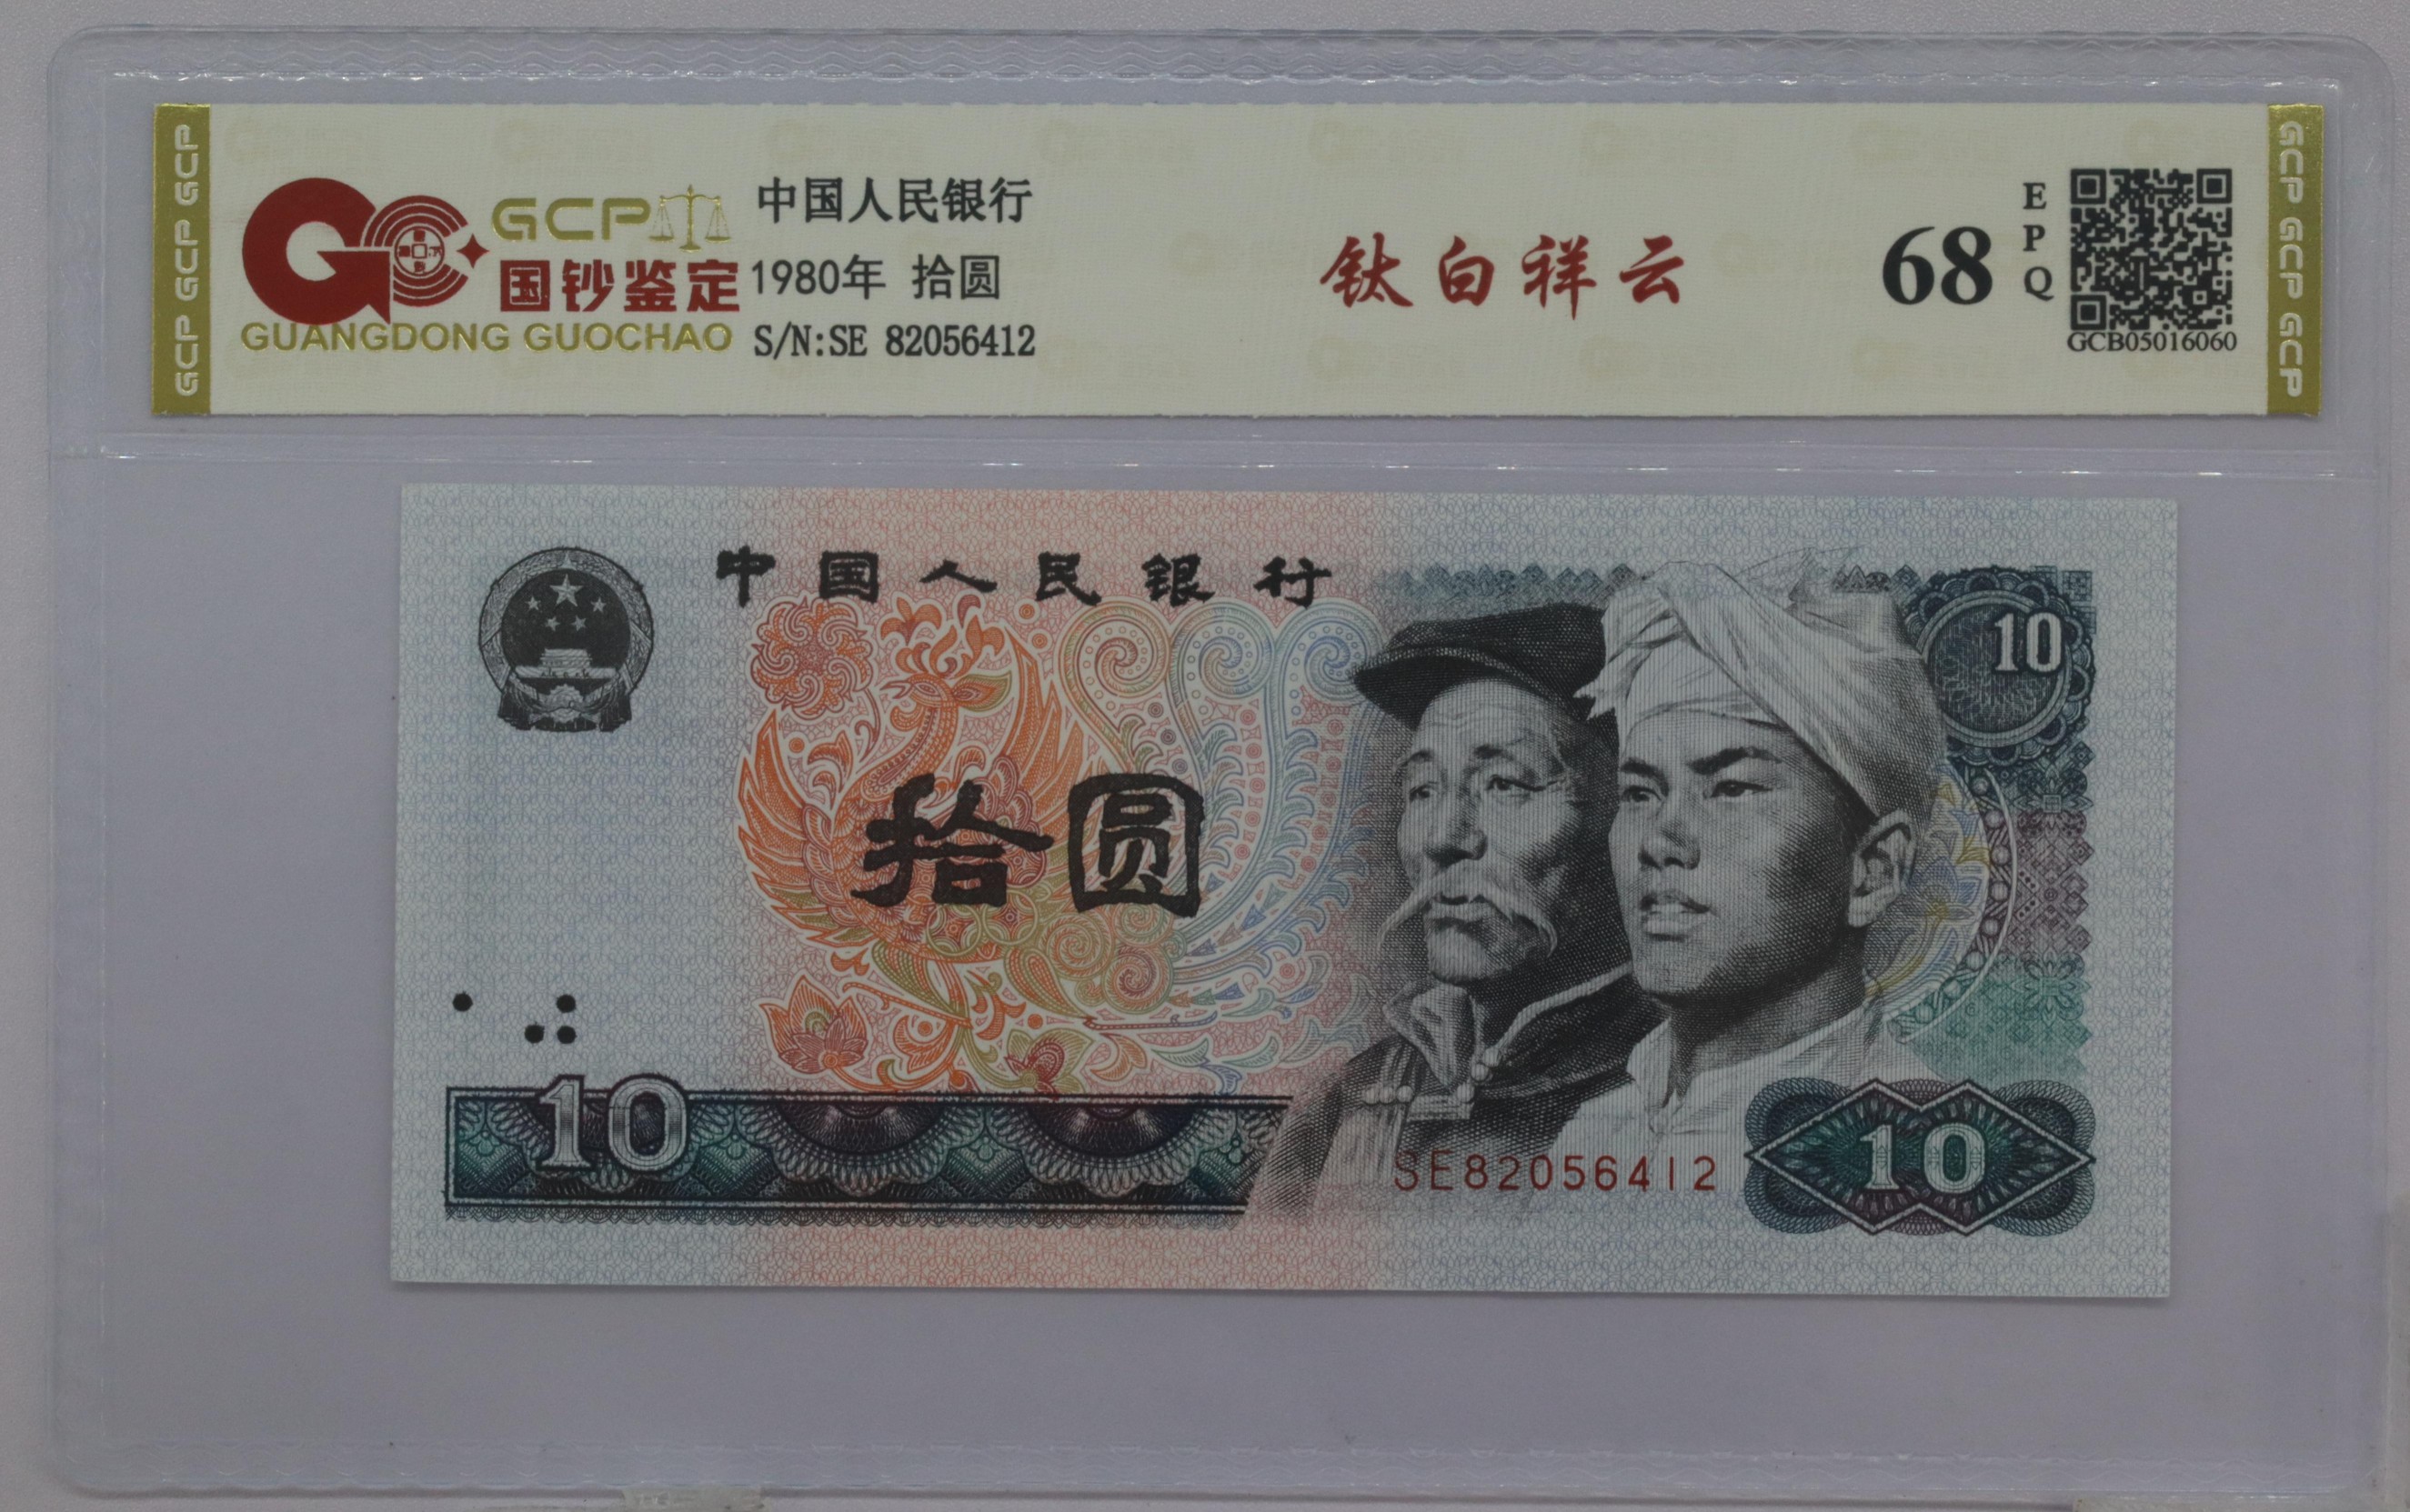 GCP GCP GCP
GCP
国钞鉴定
GUANGDONG GUOCHAO
中国人民银行
1980年 拾圆
S/N:SE 82056412
钛白祥云
68
EPQ
GCB05016060
GCP GCP GCP
中国人民银行
10
拾圆
10
SE82056412
10